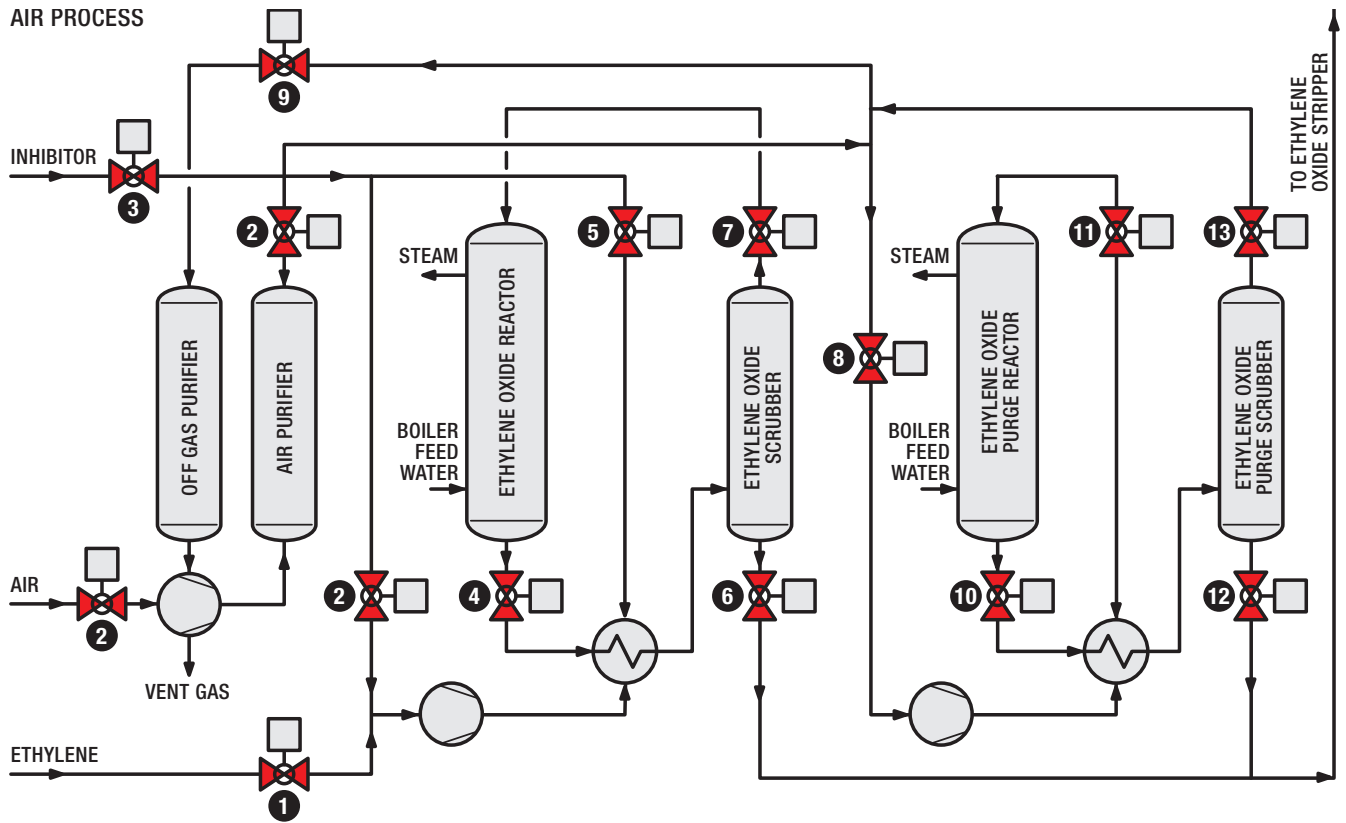 AIR PROCESS
9
TO ETHYLENE
OXIDE STRIPPER
INHIBITOR
3
2
5
7
11
13
STEAM
STEAM
OFF GAS PURIFIER
AIR PURIFIER
ETHYLENE OXIDE REACTOR
ETHYLENE OXIDE
SCRUBBER
8
ETHYLENE OXIDE
PURGE REACTOR
ETHYLENE OXIDE
PURGE SCRUBBER
BOILER
FEED
WATER
BOILER
FEED
WATER
AIR
2
2
4
6
10
12
VENT GAS
ETHYLENE
1